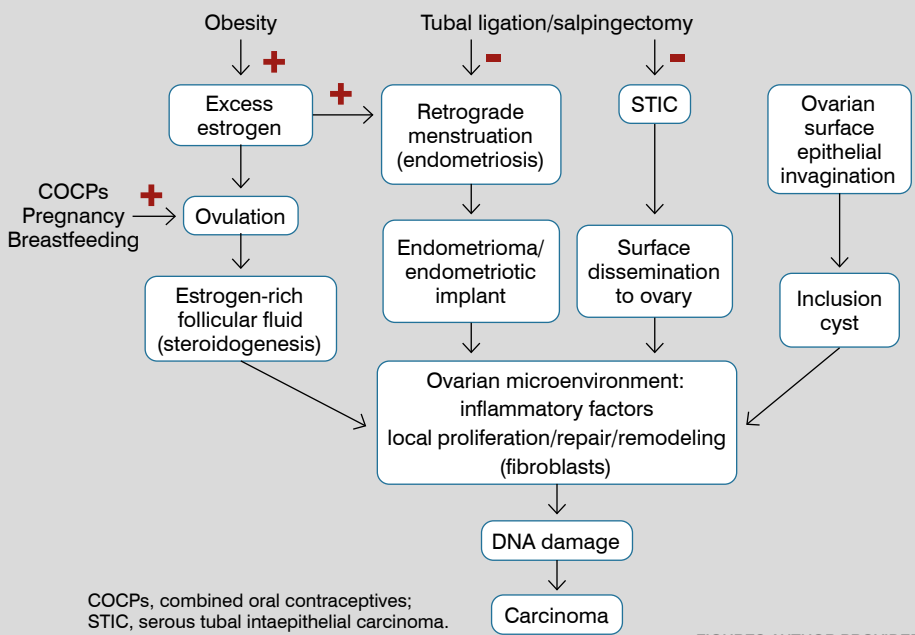 Obesity
Tubal ligation/salpingectomy
+
−
−
Excess
estrogen
+
Retrograde
menstruation
(endometriosis)
STIC
Ovarian
surface
epithelial
invagination
COCPs
Pregnancy
Breastfeeding
+
Ovulation
Endometrioma/
endometriotic
implant
Surface
dissemination
to ovary
Inclusion
cyst
Estrogen-rich
follicular fluid
(steroidogenesis)
Ovarian microenvironment:
inflammatory factors
local proliferation/repair/remodeling
(fibroblasts)
DNA damage
Carcinoma
COCPs, combined oral contraceptives;
STIC, serous tubal intaepithelial carcinoma.